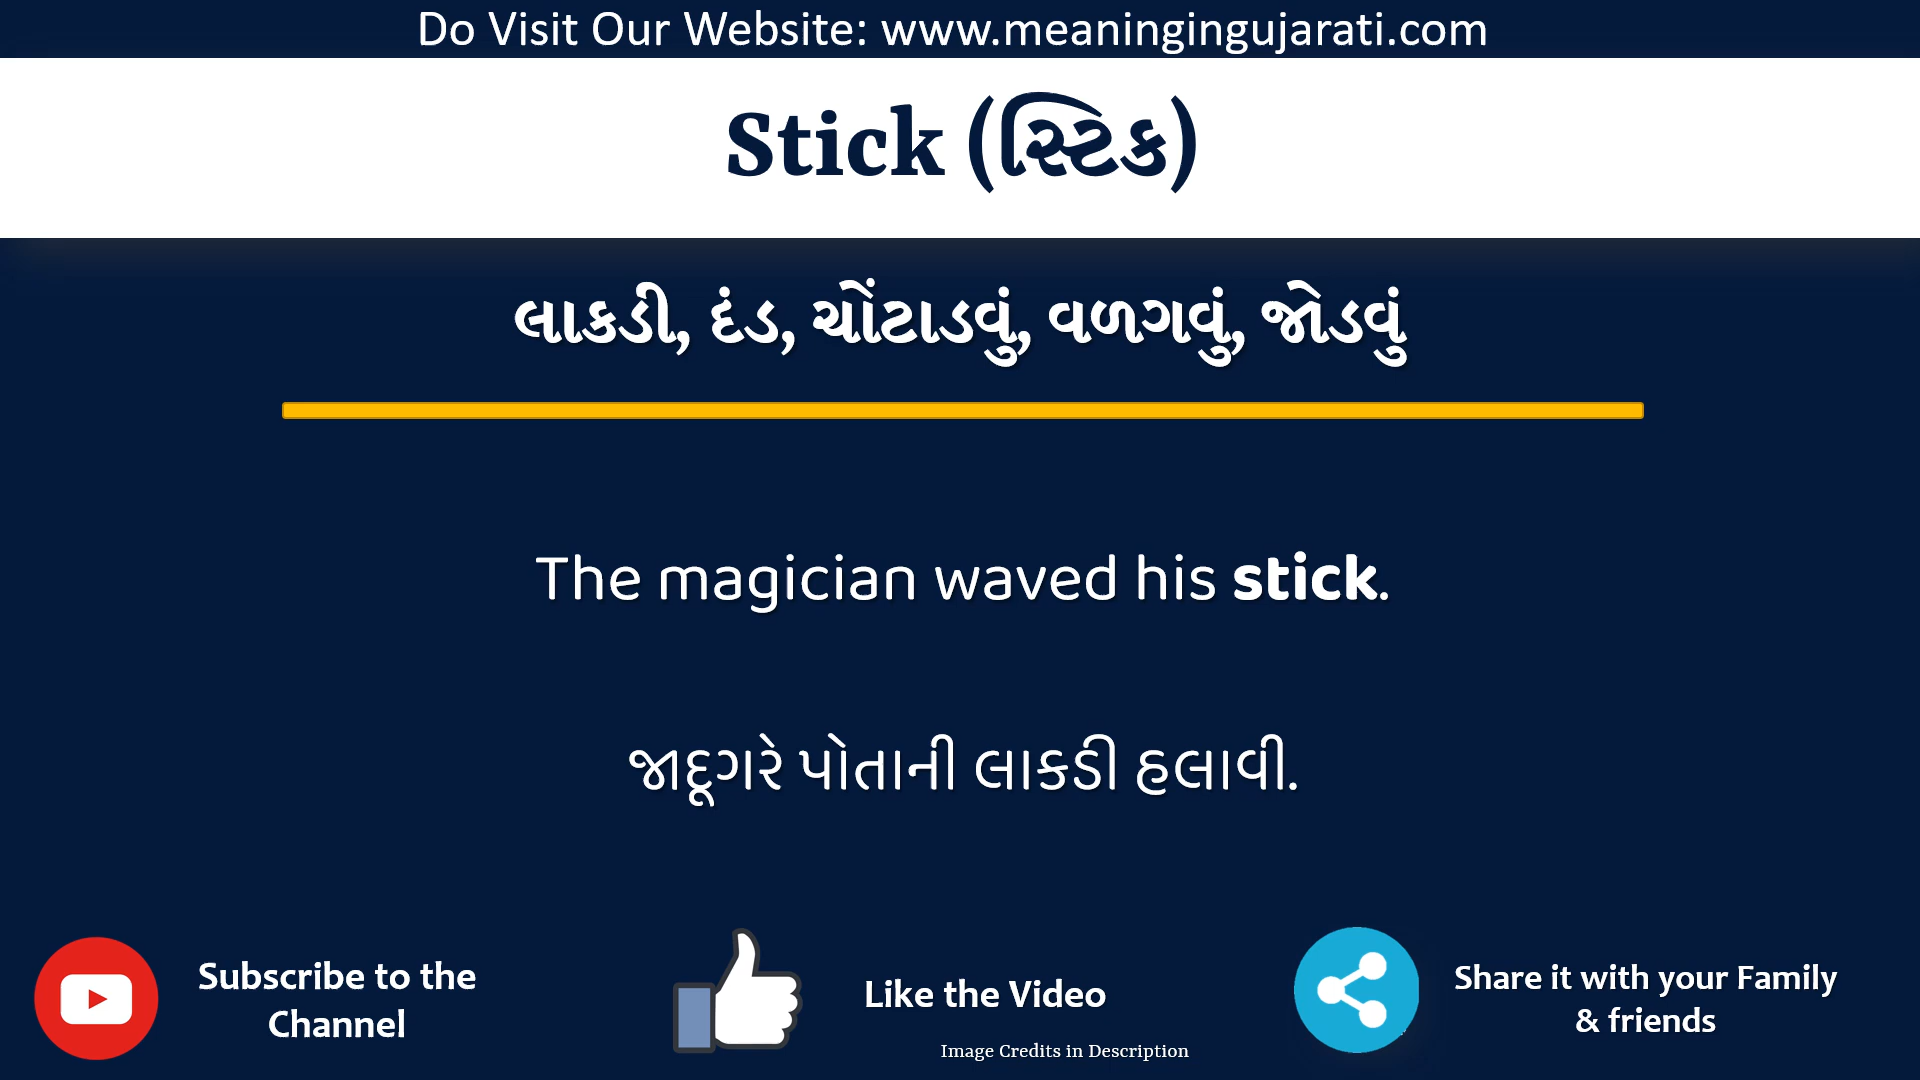 Do Visit Our Website: www.meaningingujarati.com
Stick (સ્ટિક)
લાકડી, દંડ, ચોંટાડવું, વળગવું, જોડવું
The magician waved his stick.
જાદૂગરે પોતાની લાકડી હલાવી.
Subscribe to the
Channel
Like the Video
Share it with your Family
& friends
Image Credits in Description